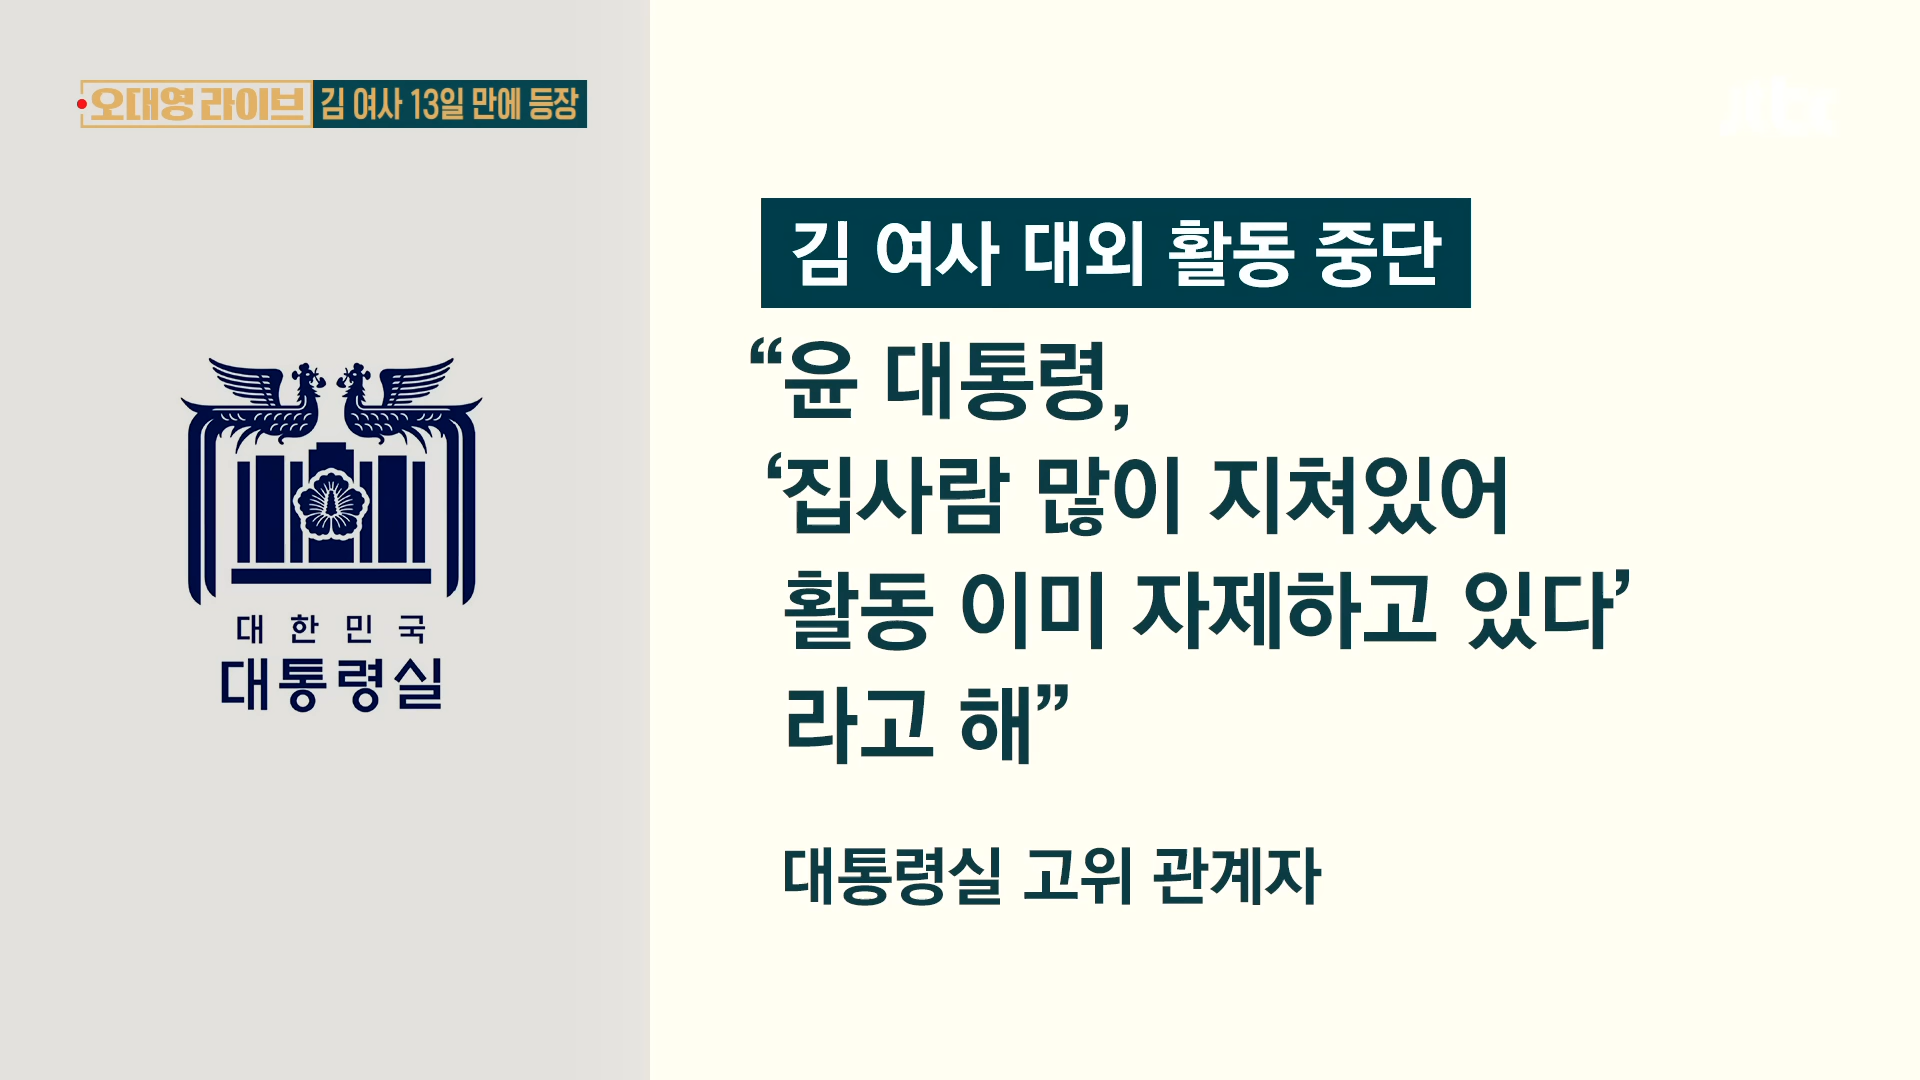 오대영 라이브 김 여사 13일 만에 등장
jtbc
김 여사 대외 활동 중단
“윤 대통령,
‘집사람 많이 지쳐있어
활동 이미 자제하고 있다’
라고 해”
대통령실 고위 관계자
대한민국
대통령실